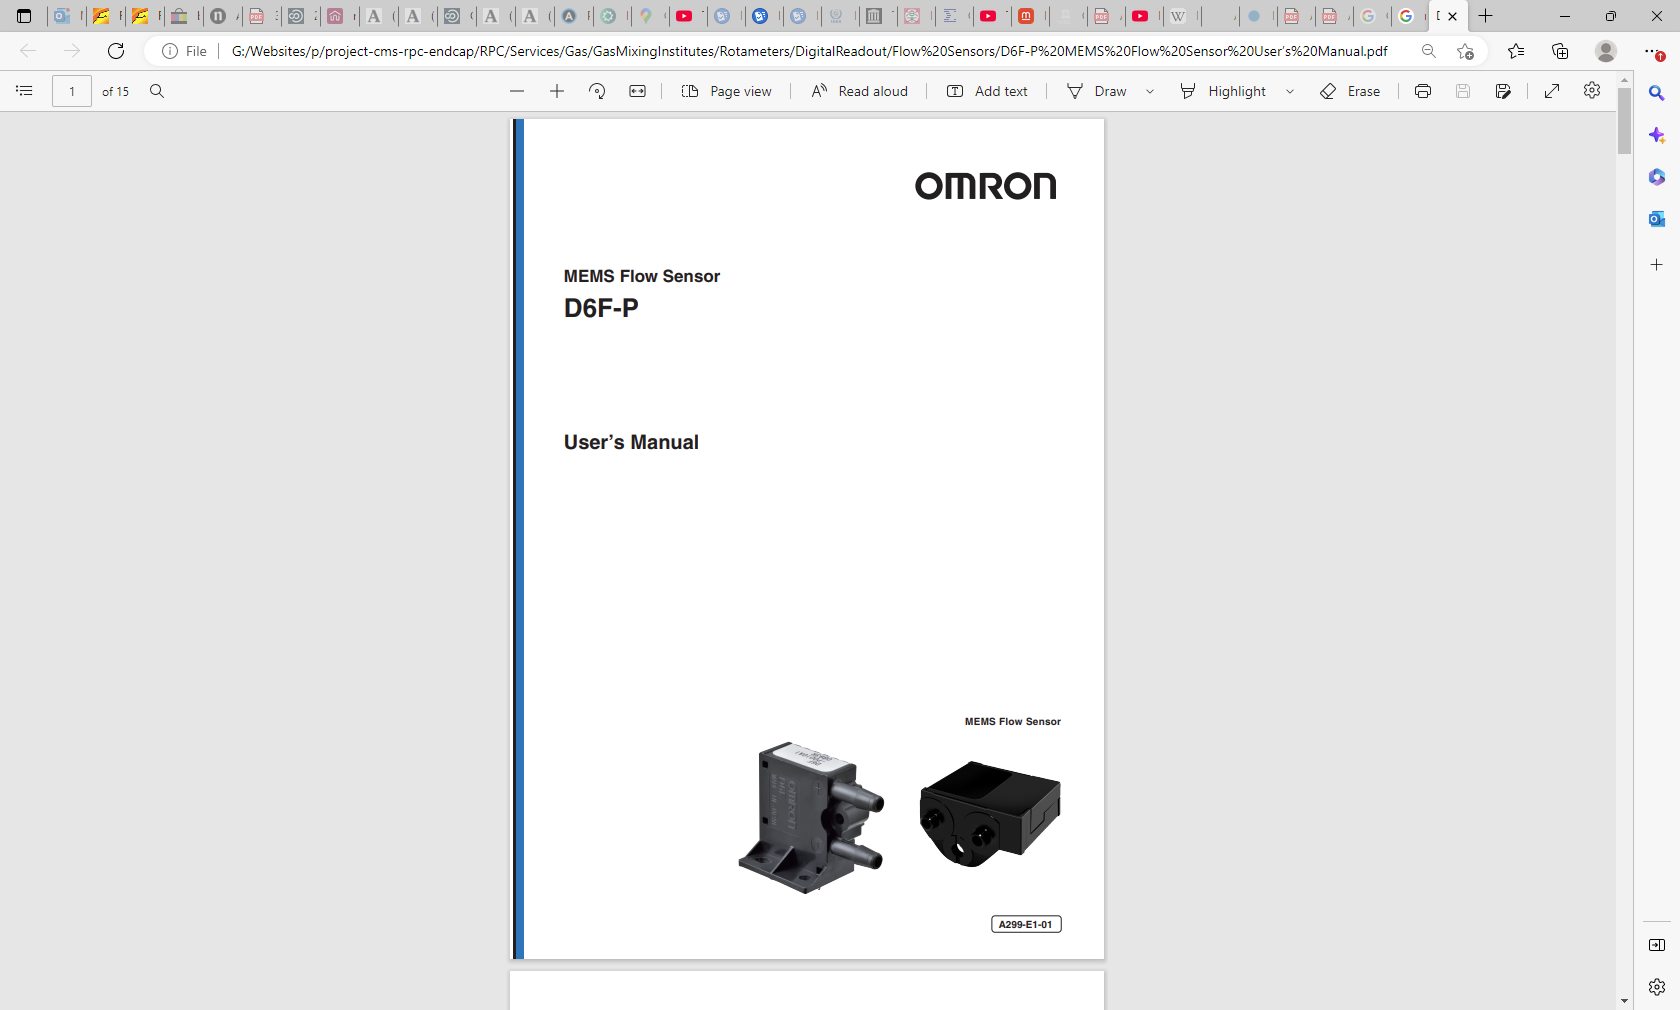 File
G:/Websites/p/project-cms-rpc-endcap/RPC/Services/Gas/GasMixingInstitutes/Rotameters/DigitalReadout/Flow%20Sensors/D6F-P%20MEMS%20Flow%20Sensor%20User's%20Manual.pdf
1 of 15
Page view
Read aloud
Add text
Draw
Highlight
Erase
OMRON
MEMS Flow Sensor
D6F-P
User's Manual
MEMS Flow Sensor
OMRON
A299-E1-01